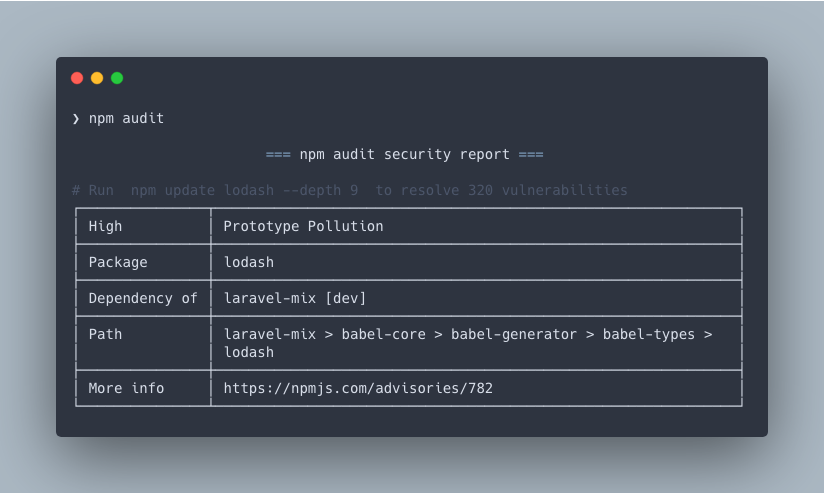 ❯ npm audit
=== npm audit security report ===
# Run  npm update lodash --depth 9  to resolve 320 vulnerabilities
High Prototype Pollution
Package lodash
Dependency of laravel-mix [dev]
Path laravel-mix > babel-core > babel-generator > babel-types >
lodash
More info https://npmjs.com/advisories/782